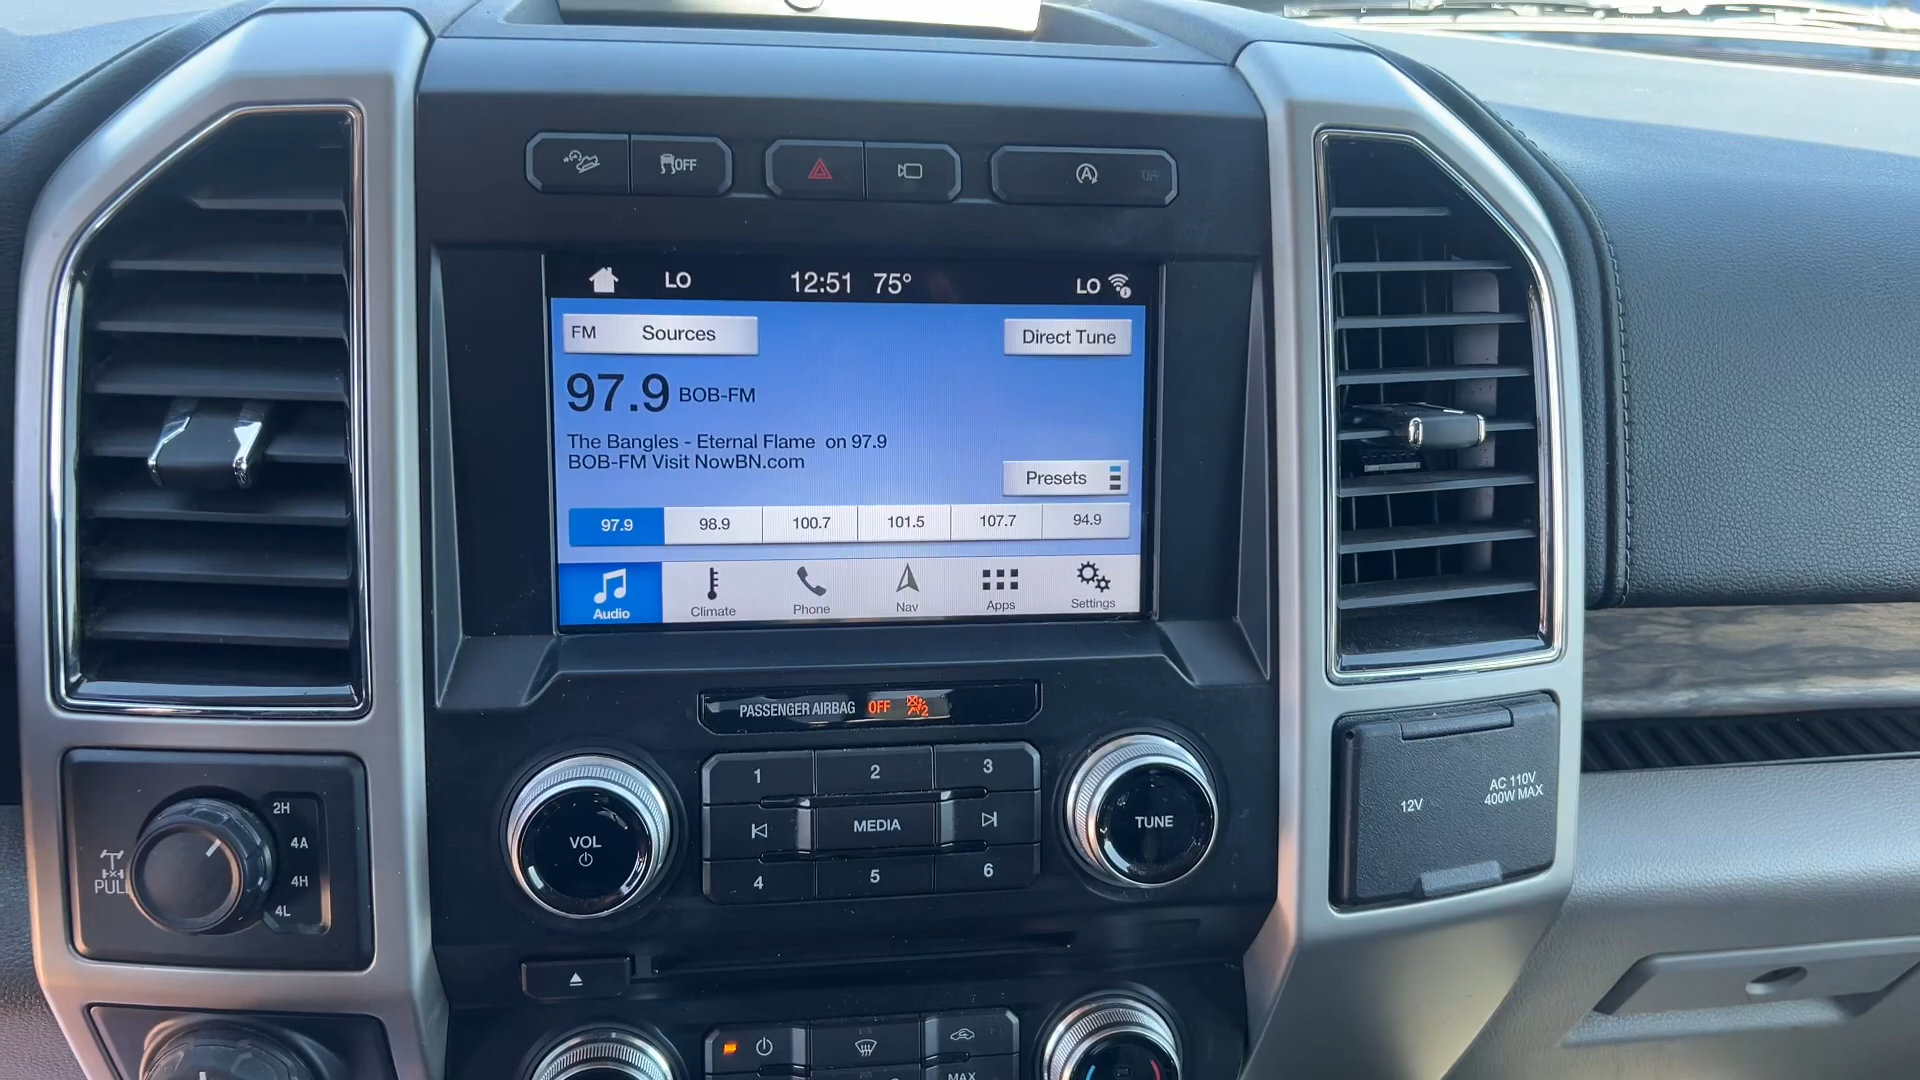 OFF
A OFF
LO 12:51 75° LO
FM Sources Direct Tune
97.9 BOB-FM
The Bangles - Eternal Flame on 97.9
BOB-FM Visit NowBN.com
Presets
97.9 98.9 100.7 101.5 107.7 94.9
Audio Climate Phone Nav Apps Settings
PASSENGER AIRBAG OFF 2
1 2 3
MEDIA
4 5 6
VOL
TUNE
2H
4A
4H
4L
PULL
12V
AC 110V
400W MAX
MAX